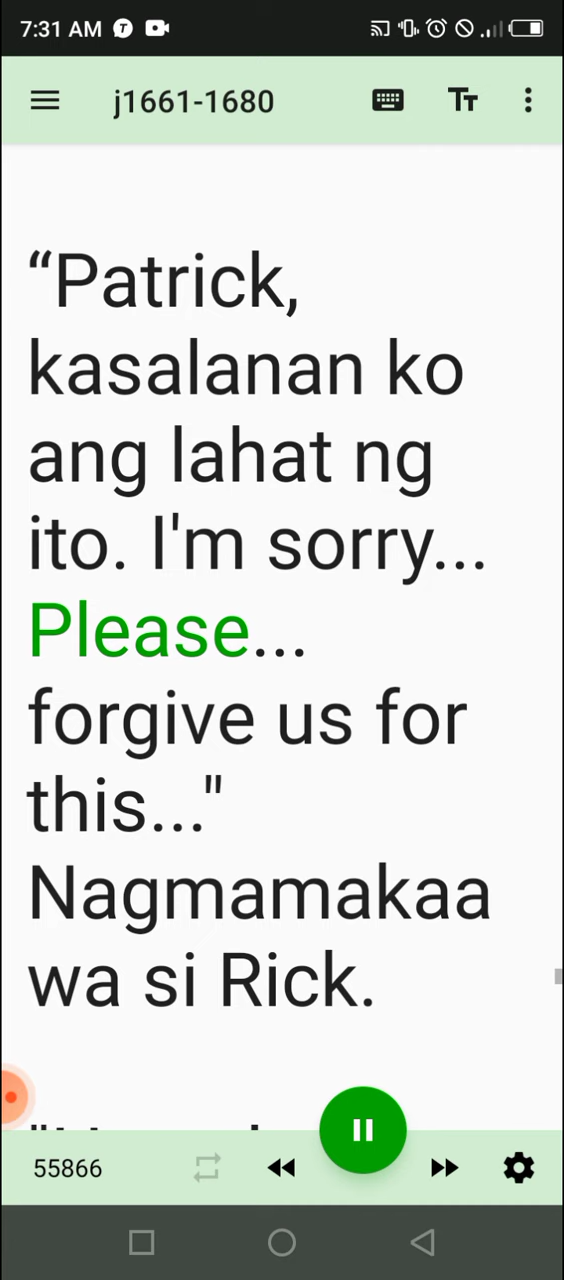 7:31 AM
j1661-1680
“Patrick,
kasalanan ko
ang lahat ng
ito. I'm sorry...
Please...
forgive us for
this..."
Nagmamakaa
wa si Rick.
55866